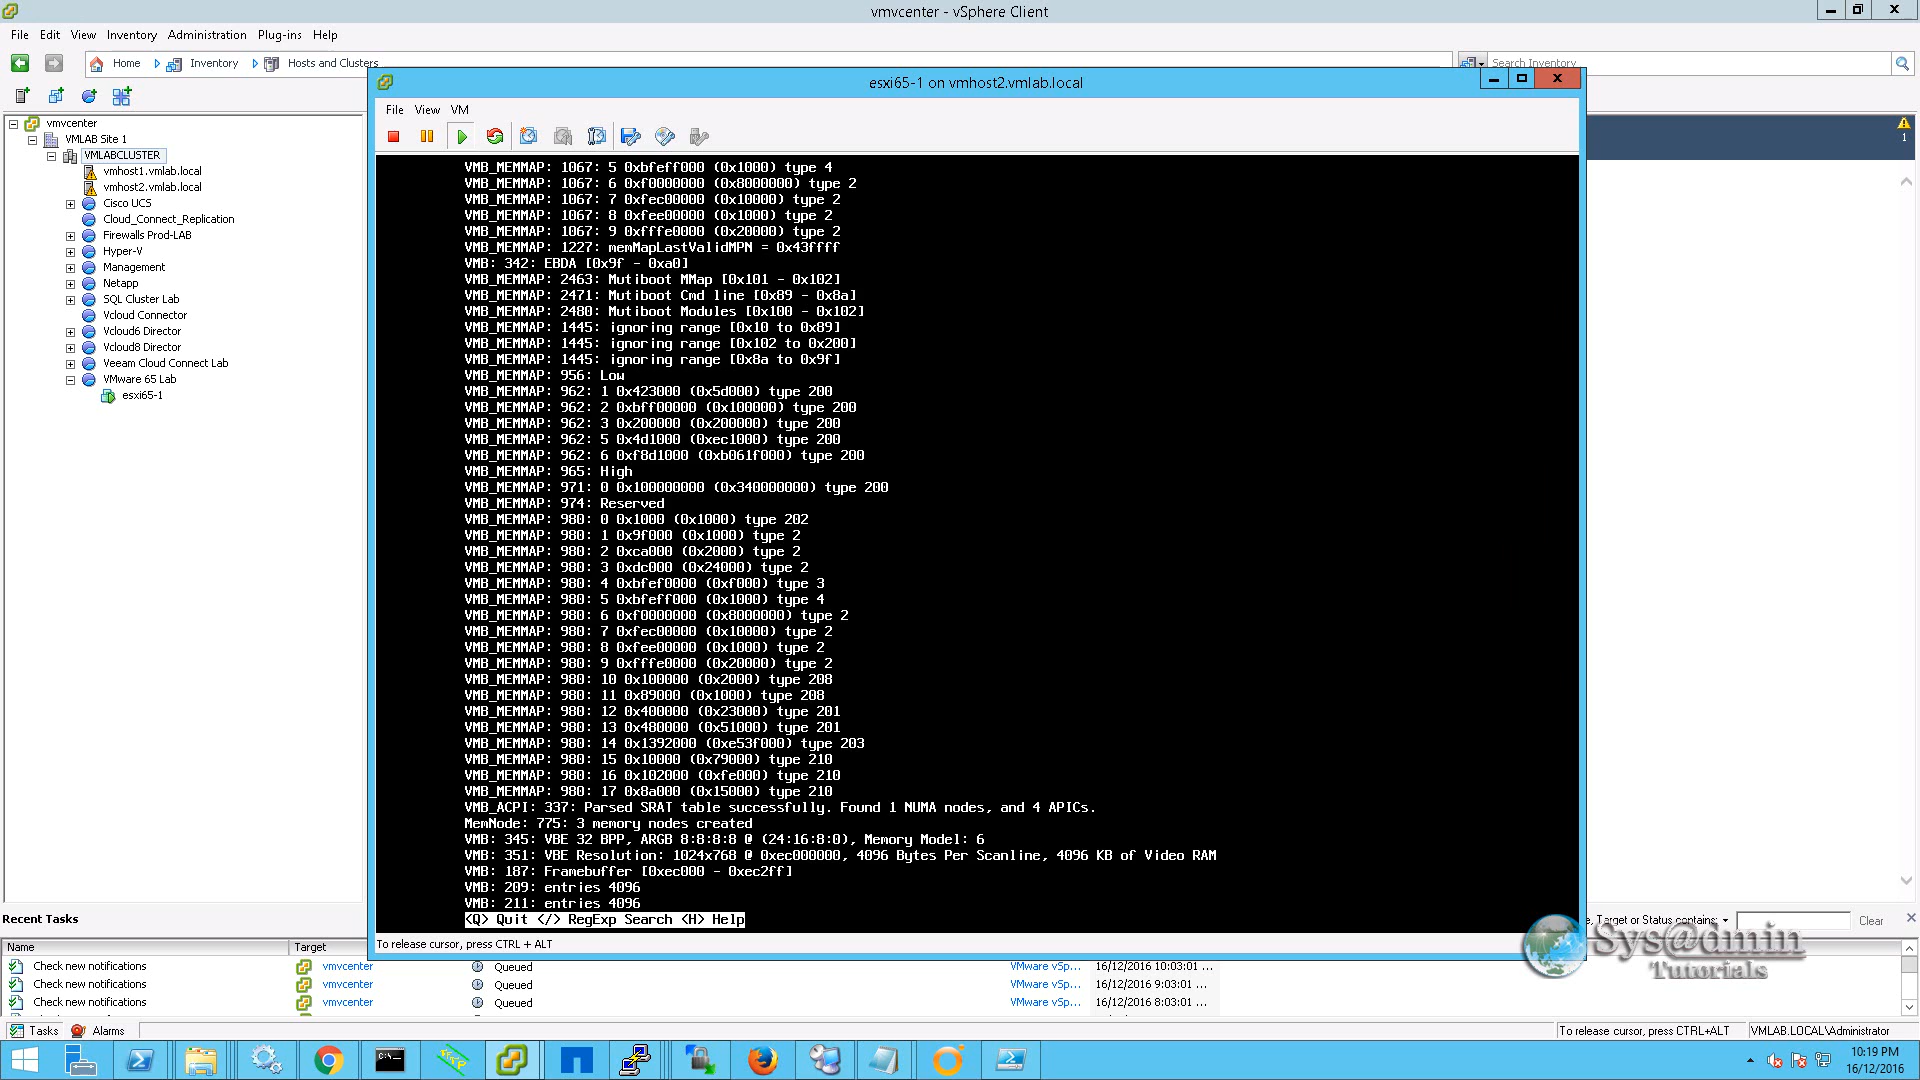 vmvcenter - vSphere Client
File Edit View Inventory Administration Plug-ins Help
Home Inventory Hosts and Clusters
Search Inventory
vmvcenter
VMLAB Site 1
VMLABCLUSTER
vmhost1.vmlab.local
vmhost2.vmlab.local
Cisco UCS
Cloud_Connect_Replication
Firewalls Prod-LAB
Hyper-V
Management
Netapp
SQL Cluster Lab
Vcloud Connector
Vcloud6 Director
Vcloud8 Director
Veeam Cloud Connect Lab
VMware 65 Lab
esxi65-1
1
esxi65-1 on vmhost2.vmlab.local
File View VM
VMB_MEMMAP: 1067: 5 0xbfeff000 (0x1000) type 4
VMB_MEMMAP: 1067: 6 0xf0000000 (0x8000000) type 2
VMB_MEMMAP: 1067: 7 0xfec00000 (0x10000) type 2
VMB_MEMMAP: 1067: 8 0xfee00000 (0x1000) type 2
VMB_MEMMAP: 1067: 9 0xfffe0000 (0x20000) type 2
VMB_MEMMAP: 1227: memMapLastValidMPN = 0x43ffff
VMB: 342: EBDA [0x9f - 0xa0]
VMB_MEMMAP: 2463: Mutiboot MMap [0x101 - 0x102]
VMB_MEMMAP: 2471: Mutiboot Cmd line [0x89 - 0x8a]
VMB_MEMMAP: 2480: Mutiboot Modules [0x100 - 0x102]
VMB_MEMMAP: 1445: ignoring range [0x10 to 0x89]
VMB_MEMMAP: 1445: ignoring range [0x102 to 0x200]
VMB_MEMMAP: 1445: ignoring range [0x8a to 0x9f]
VMB_MEMMAP: 956: Low
VMB_MEMMAP: 962: 1 0x423000 (0x5d000) type 200
VMB_MEMMAP: 962: 2 0xbff00000 (0x100000) type 200
VMB_MEMMAP: 962: 3 0x200000 (0x200000) type 200
VMB_MEMMAP: 962: 5 0x4d1000 (0xec1000) type 200
VMB_MEMMAP: 962: 6 0xf8d1000 (0xb061f000) type 200
VMB_MEMMAP: 965: High
VMB_MEMMAP: 971: 0 0x100000000 (0x340000000) type 200
VMB_MEMMAP: 974: Reserved
VMB_MEMMAP: 980: 0 0x1000 (0x1000) type 202
VMB_MEMMAP: 980: 1 0x9f000 (0x1000) type 2
VMB_MEMMAP: 980: 2 0xca000 (0x2000) type 2
VMB_MEMMAP: 980: 3 0xdc000 (0x24000) type 2
VMB_MEMMAP: 980: 4 0xbfef0000 (0xf000) type 3
VMB_MEMMAP: 980: 5 0xbfeff000 (0x1000) type 4
VMB_MEMMAP: 980: 6 0xf0000000 (0x8000000) type 2
VMB_MEMMAP: 980: 7 0xfec00000 (0x10000) type 2
VMB_MEMMAP: 980: 8 0xfee00000 (0x1000) type 2
VMB_MEMMAP: 980: 9 0xfffe0000 (0x20000) type 2
VMB_MEMMAP: 980: 10 0x100000 (0x2000) type 208
VMB_MEMMAP: 980: 11 0x89000 (0x1000) type 208
VMB_MEMMAP: 980: 12 0x400000 (0x23000) type 201
VMB_MEMMAP: 980: 13 0x480000 (0x51000) type 201
VMB_MEMMAP: 980: 14 0x1392000 (0xe53f000) type 203
VMB_MEMMAP: 980: 15 0x10000 (0x79000) type 210
VMB_MEMMAP: 980: 16 0x102000 (0xfe000) type 210
VMB_MEMMAP: 980: 17 0x8a000 (0x15000) type 210
VMB_ACPI: 337: Parsed SRAT table successfully. Found 1 NUMA nodes, and 4 APICs.
MemNode: 775: 3 memory nodes created
VMB: 345: VBE 32 BPP, ARGB 8:8:8:8 @ (24:16:8:0), Memory Model: 6
VMB: 351: VBE Resolution: 1024x768 @ 0xec000000, 4096 Bytes Per Scanline, 4096 KB of Video RAM
VMB: 187: Framebuffer [0xec000 - 0xec2ff]
VMB: 209: entries 4096
VMB: 211: entries 4096
<Q> Quit </> RegExp Search <H> Help
To release cursor, press CTRL + ALT
Recent Tasks
e, Target or Status contains: Clear
Name Target
Check new notifications vmvcenter Queued VMware vSp... 16/12/2016 10:03:01 ...
Check new notifications vmvcenter Queued VMware vSp... 16/12/2016 9:03:01 ...
Check new notifications vmvcenter Queued VMware vSp... 16/12/2016 8:03:01 ...
Sys@dmin
Tutorials
Tasks Alarms
To release cursor, press CTRL+ALT VMLAB.LOCAL\Administrator
10:19 PM
16/12/2016